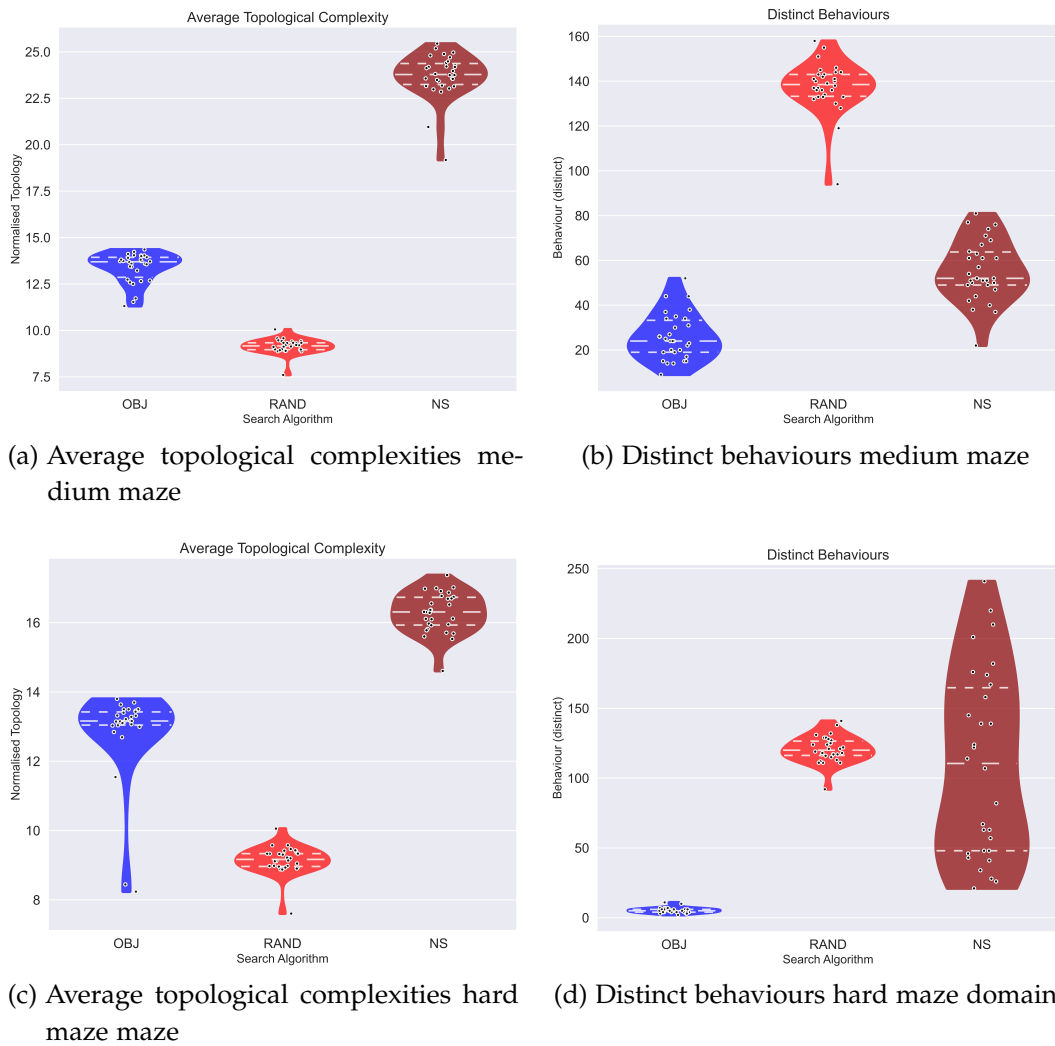 Average Topological Complexity
25.0
22.5
20.0
17.5
15.0
12.5
10.0
7.5
Normalised Topology
OBJ
RAND
NS
Search Algorithm
(a) Average topological complexities me-
dium maze
Distinct Behaviours
160
140
120
100
80
60
40
20
Behaviour (distinct)
OBJ
RAND
NS
Search Algorithm
(b) Distinct behaviours medium maze
Average Topological Complexity
16
14
12
10
8
Normalised Topology
OBJ
RAND
NS
Search Algorithm
(c) Average topological complexities hard
maze maze
Distinct Behaviours
250
200
150
100
50
0
Behaviour (distinct)
OBJ
RAND
NS
Search Algorithm
(d) Distinct behaviours hard maze domain